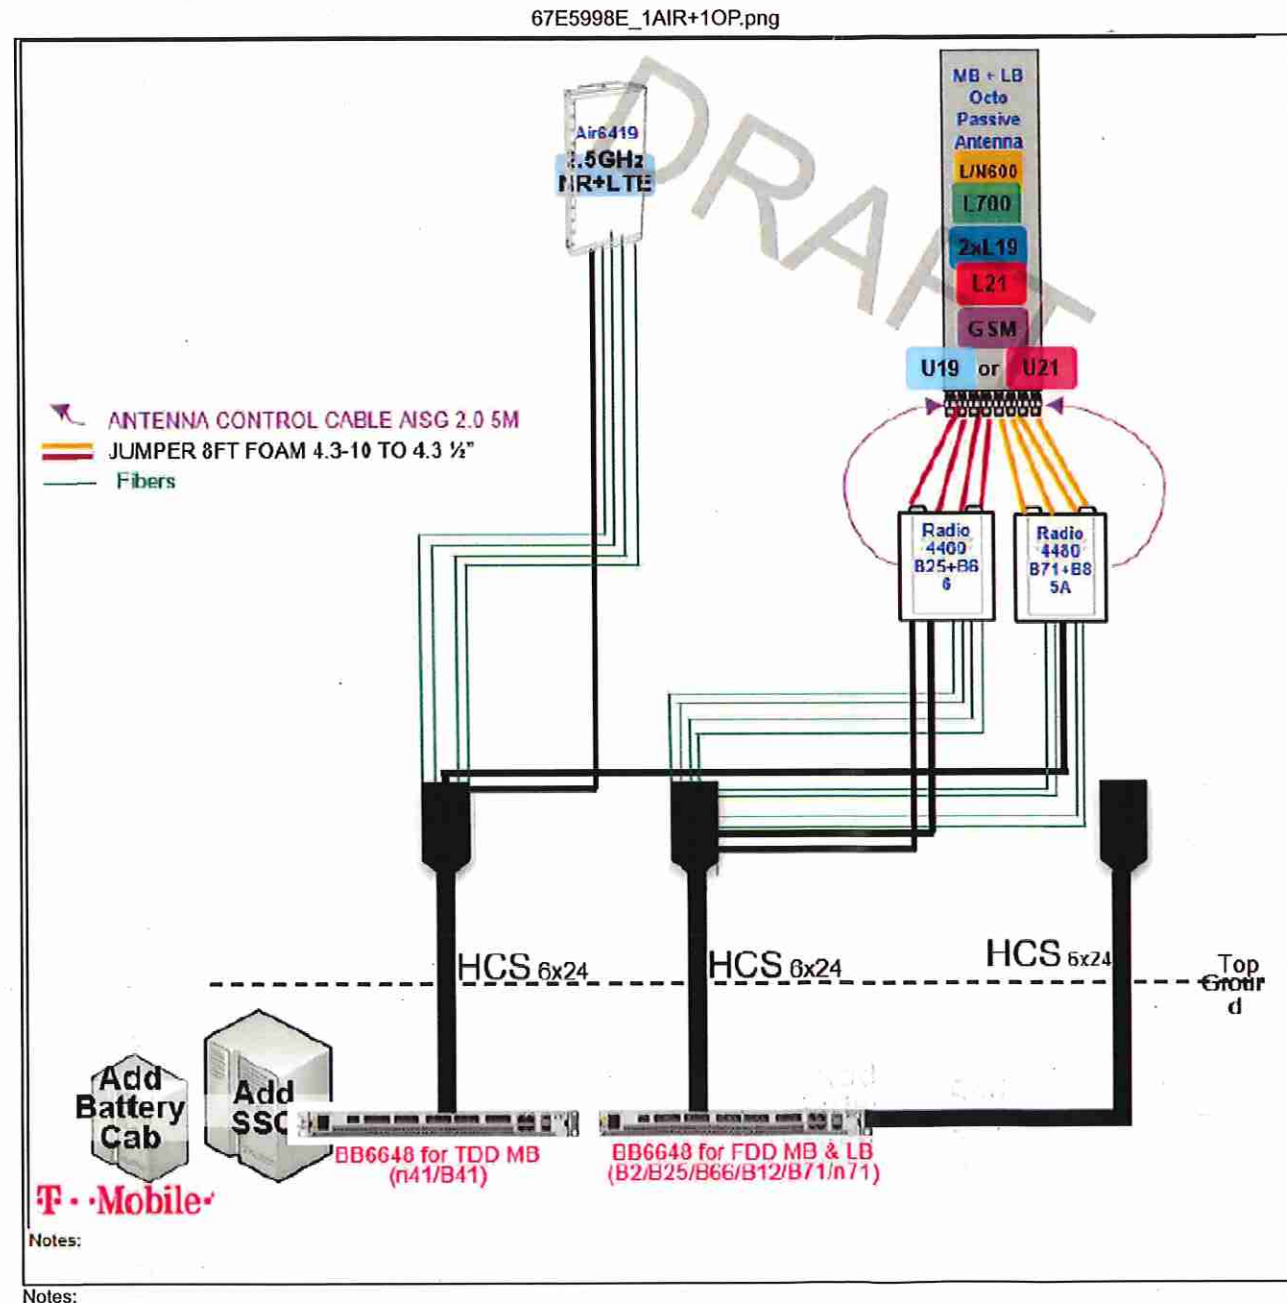 67E5998E_1AIR+1OP.png
DRAFT
Air6419
2.5GHz
NR+LTE
MB + LB
Octo
Passive
Antenna
L/N600
L700
2xL19
L21
GSM
U19 or U21
ANTENNA CONTROL CABLE AISG 2.0 5M
JUMPER 8FT FOAM 4.3-10 TO 4.3 ½"
Fibers
Radio
4460
B25+B6
6
Radio
4480
B71+B8
5A
HCS 6x24
HCS 6x24
HCS 6x24
Top
Groun
d
Add
Battery
Cab
Add
SSC
BB6648 for TDD MB
(n41/B41)
BB6648 for FDD MB & LB
(B2/B25/B66/B12/B71/n71)
T··Mobile·
Notes:
Notes: